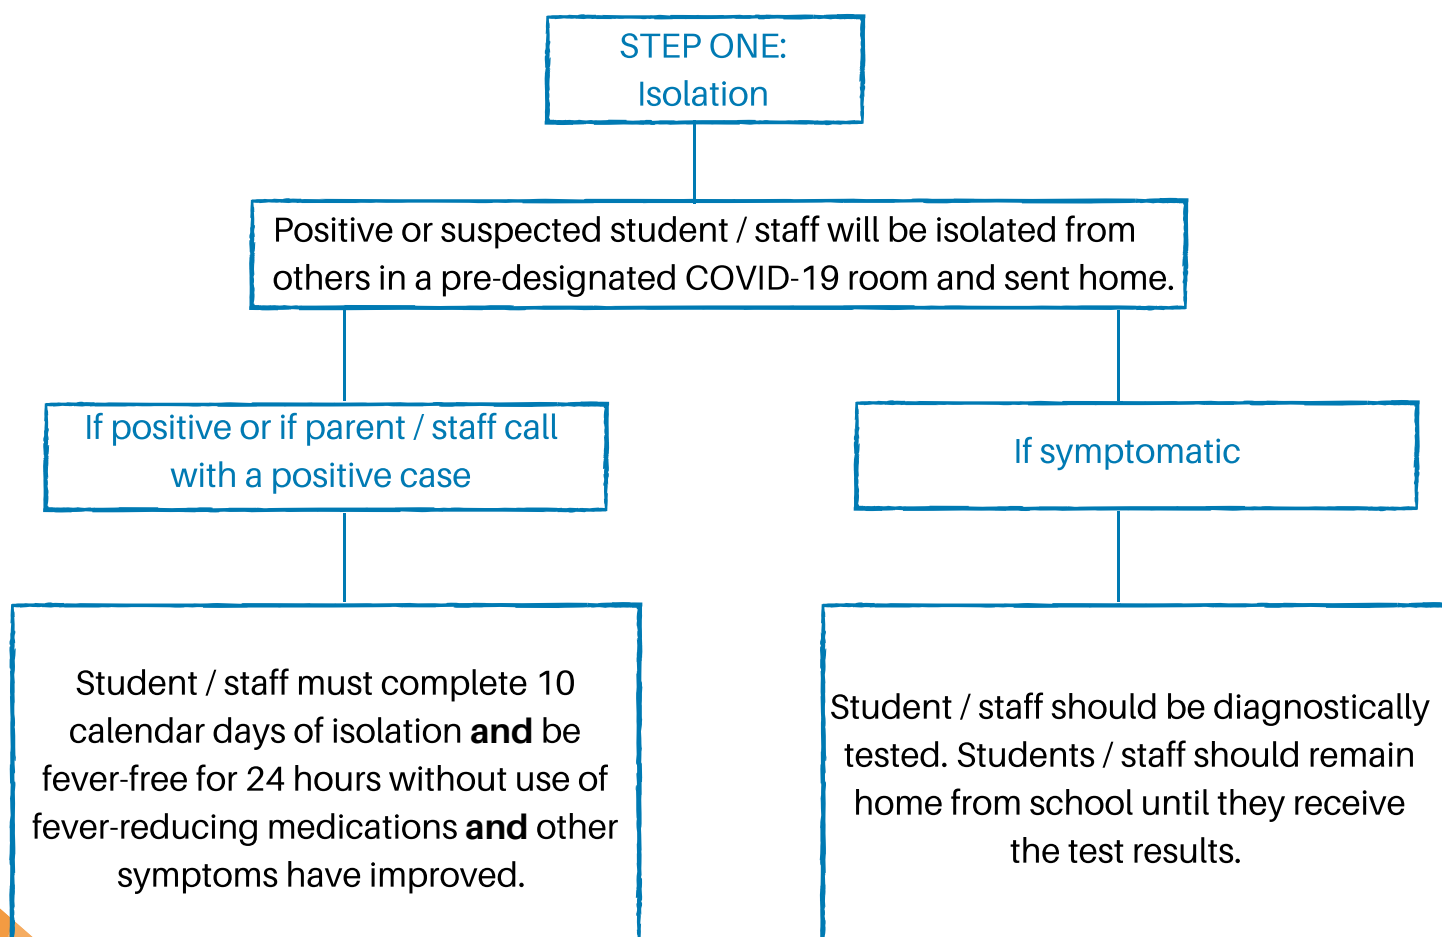 STEP ONE:
Isolation
Positive or suspected student / staff will be isolated from
others in a pre-designated COVID-19 room and sent home.
If positive or if parent / staff call
with a positive case
If symptomatic
Student / staff must complete 10
calendar days of isolation and be
fever-free for 24 hours without use of
fever-reducing medications and other
symptoms have improved.
Student / staff should be diagnostically
tested. Students / staff should remain
home from school until they receive
the test results.